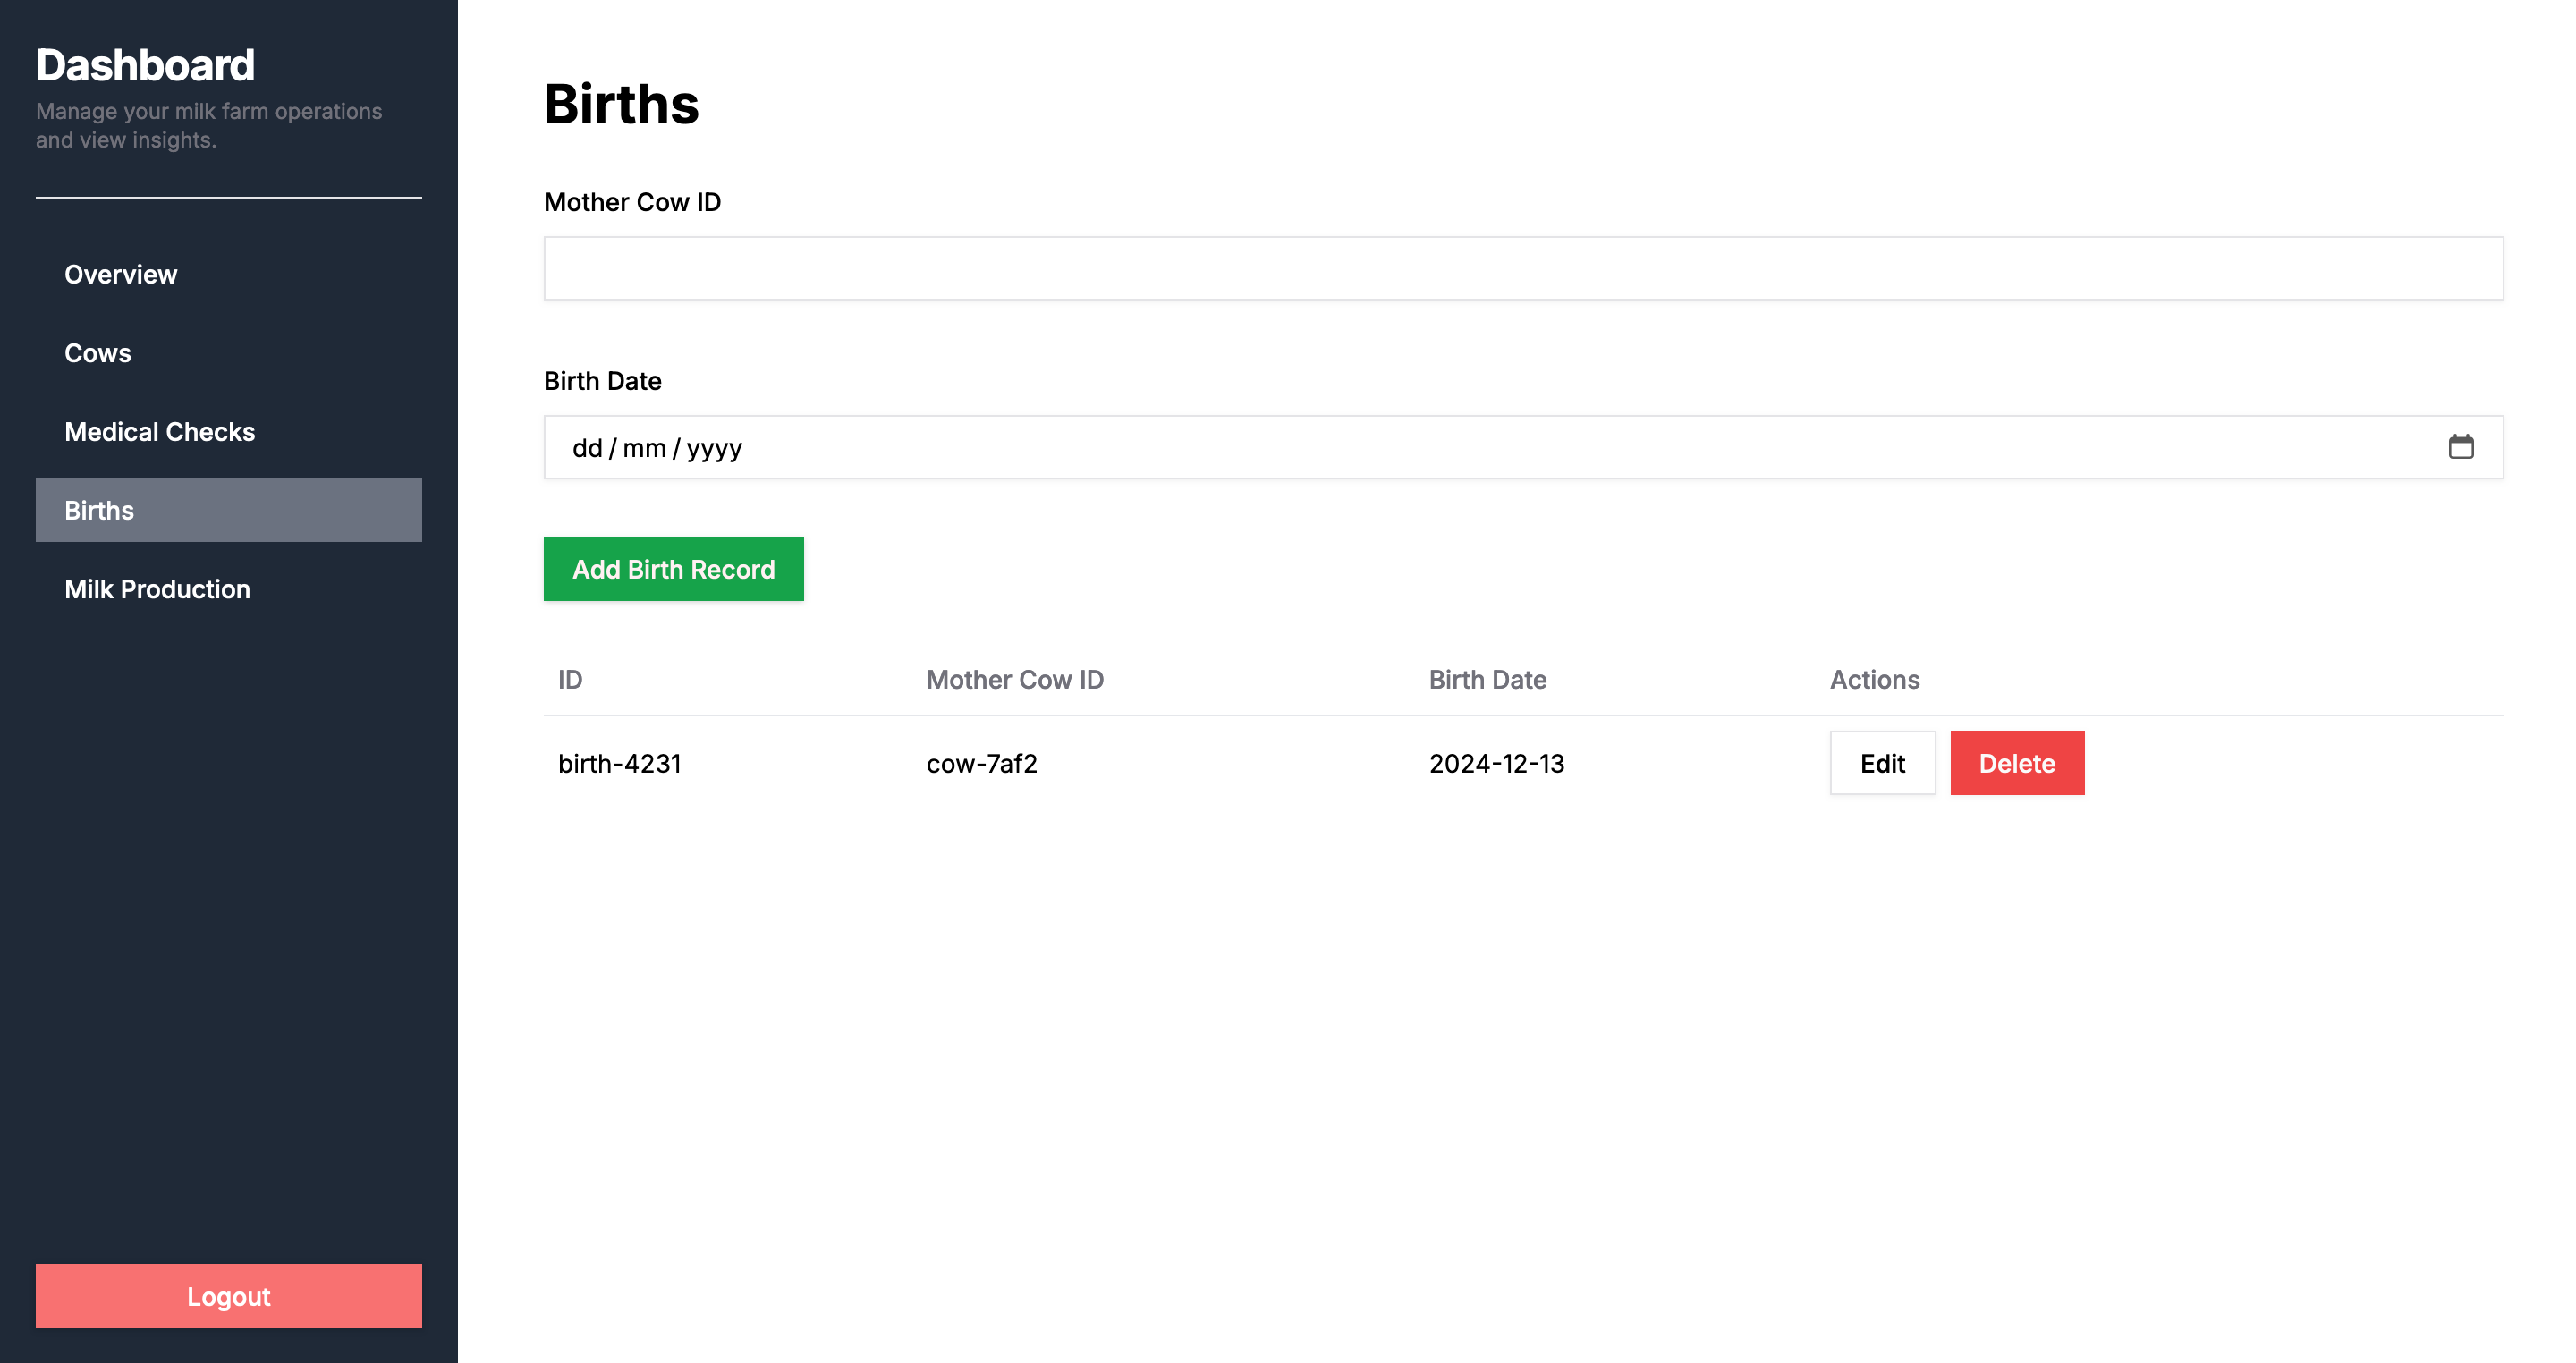 Dashboard
Manage your milk farm operations
and view insights.
Overview
Cows
Medical Checks
Births
Milk Production
Logout
Births
Mother Cow ID
Birth Date
dd / mm / yyyy
Add Birth Record
ID Mother Cow ID Birth Date Actions
birth-4231 cow-7af2 2024-12-13 Edit Delete